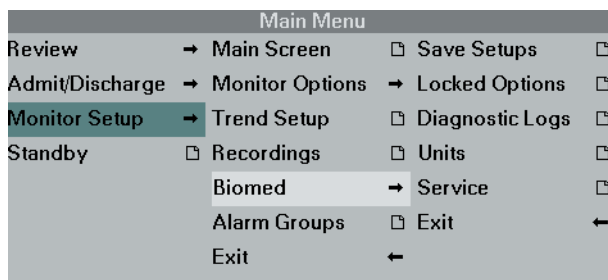 Main Menu
Review → Main Screen Save Setups
Admit/Discharge → Monitor Options → Locked Options
Monitor Setup → Trend Setup Diagnostic Logs
Standby Recordings Units
Biomed → Service
Alarm Groups Exit ←
Exit ←